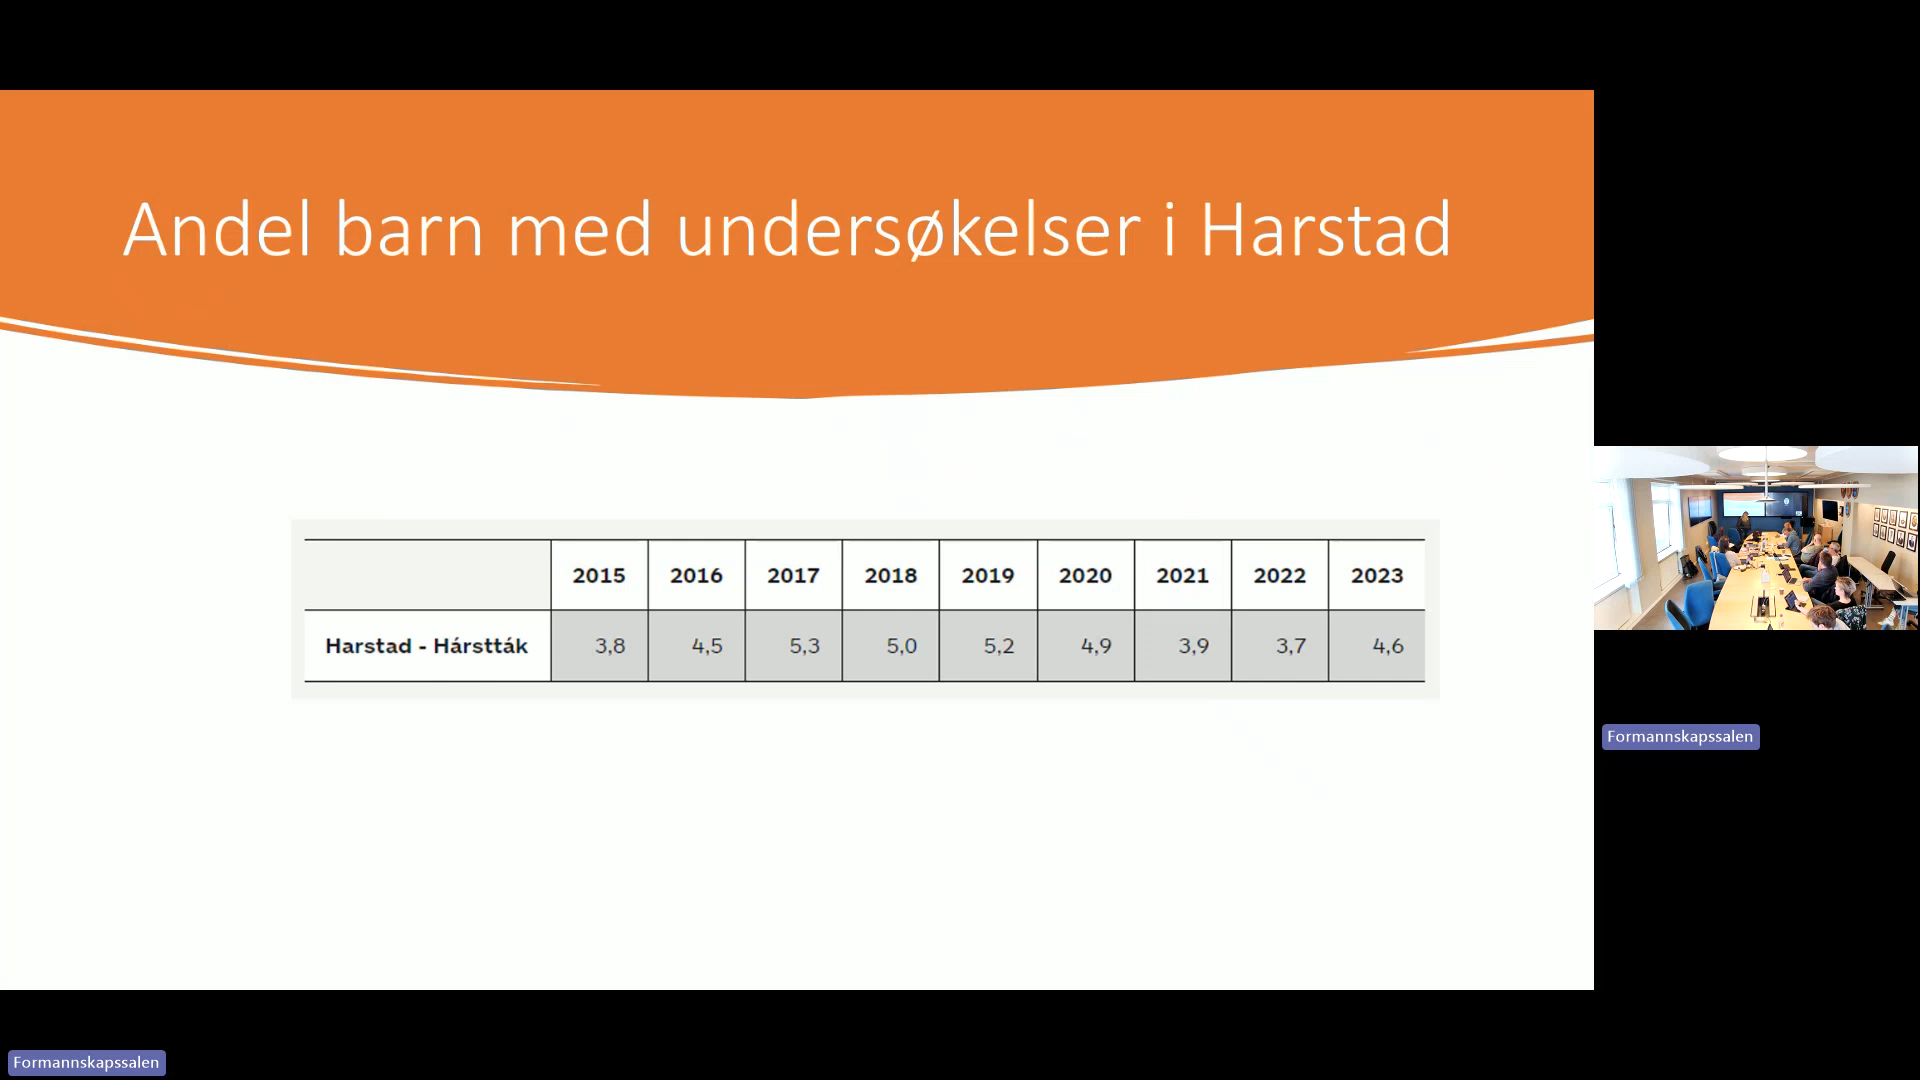 Andel barn med undersøkelser i Harstad
2015 2016 2017 2018 2019 2020 2021 2022 2023
Harstad - Hárstták 3,8 4,5 5,3 5,0 5,2 4,9 3,9 3,7 4,6
Formannskapssalen
Formannskapssalen